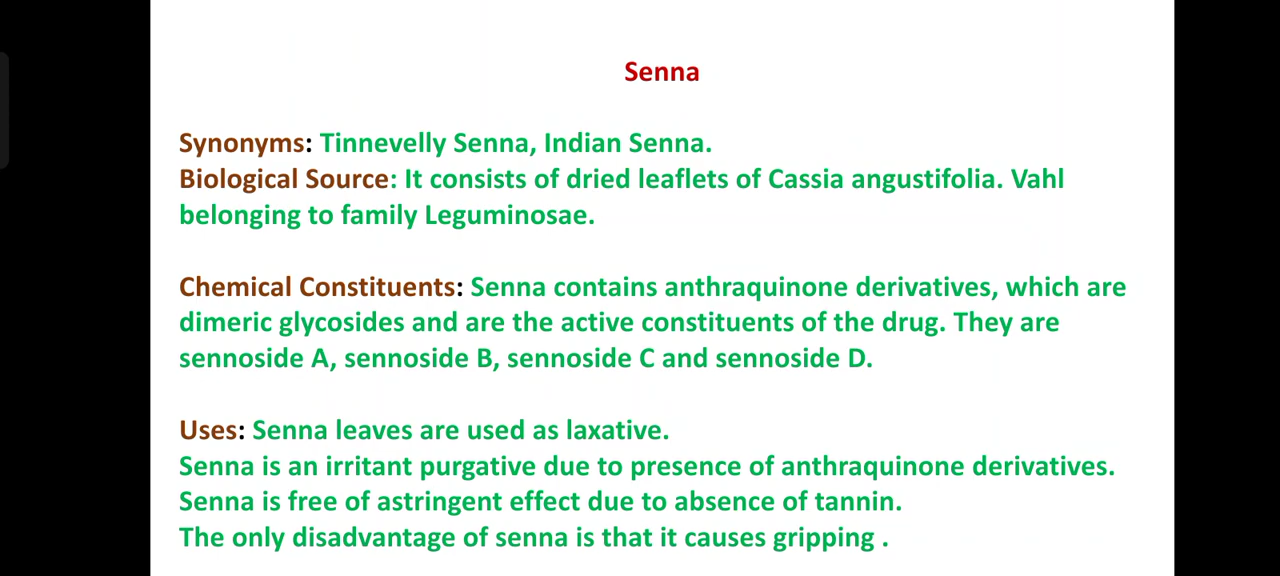 Senna
Synonyms: Tinnevelly Senna, Indian Senna.
Biological Source: It consists of dried leaflets of Cassia angustifolia. Vahl
belonging to family Leguminosae.
Chemical Constituents: Senna contains anthraquinone derivatives, which are
dimeric glycosides and are the active constituents of the drug. They are
sennoside A, sennoside B, sennoside C and sennoside D.
Uses: Senna leaves are used as laxative.
Senna is an irritant purgative due to presence of anthraquinone derivatives.
Senna is free of astringent effect due to absence of tannin.
The only disadvantage of senna is that it causes gripping .